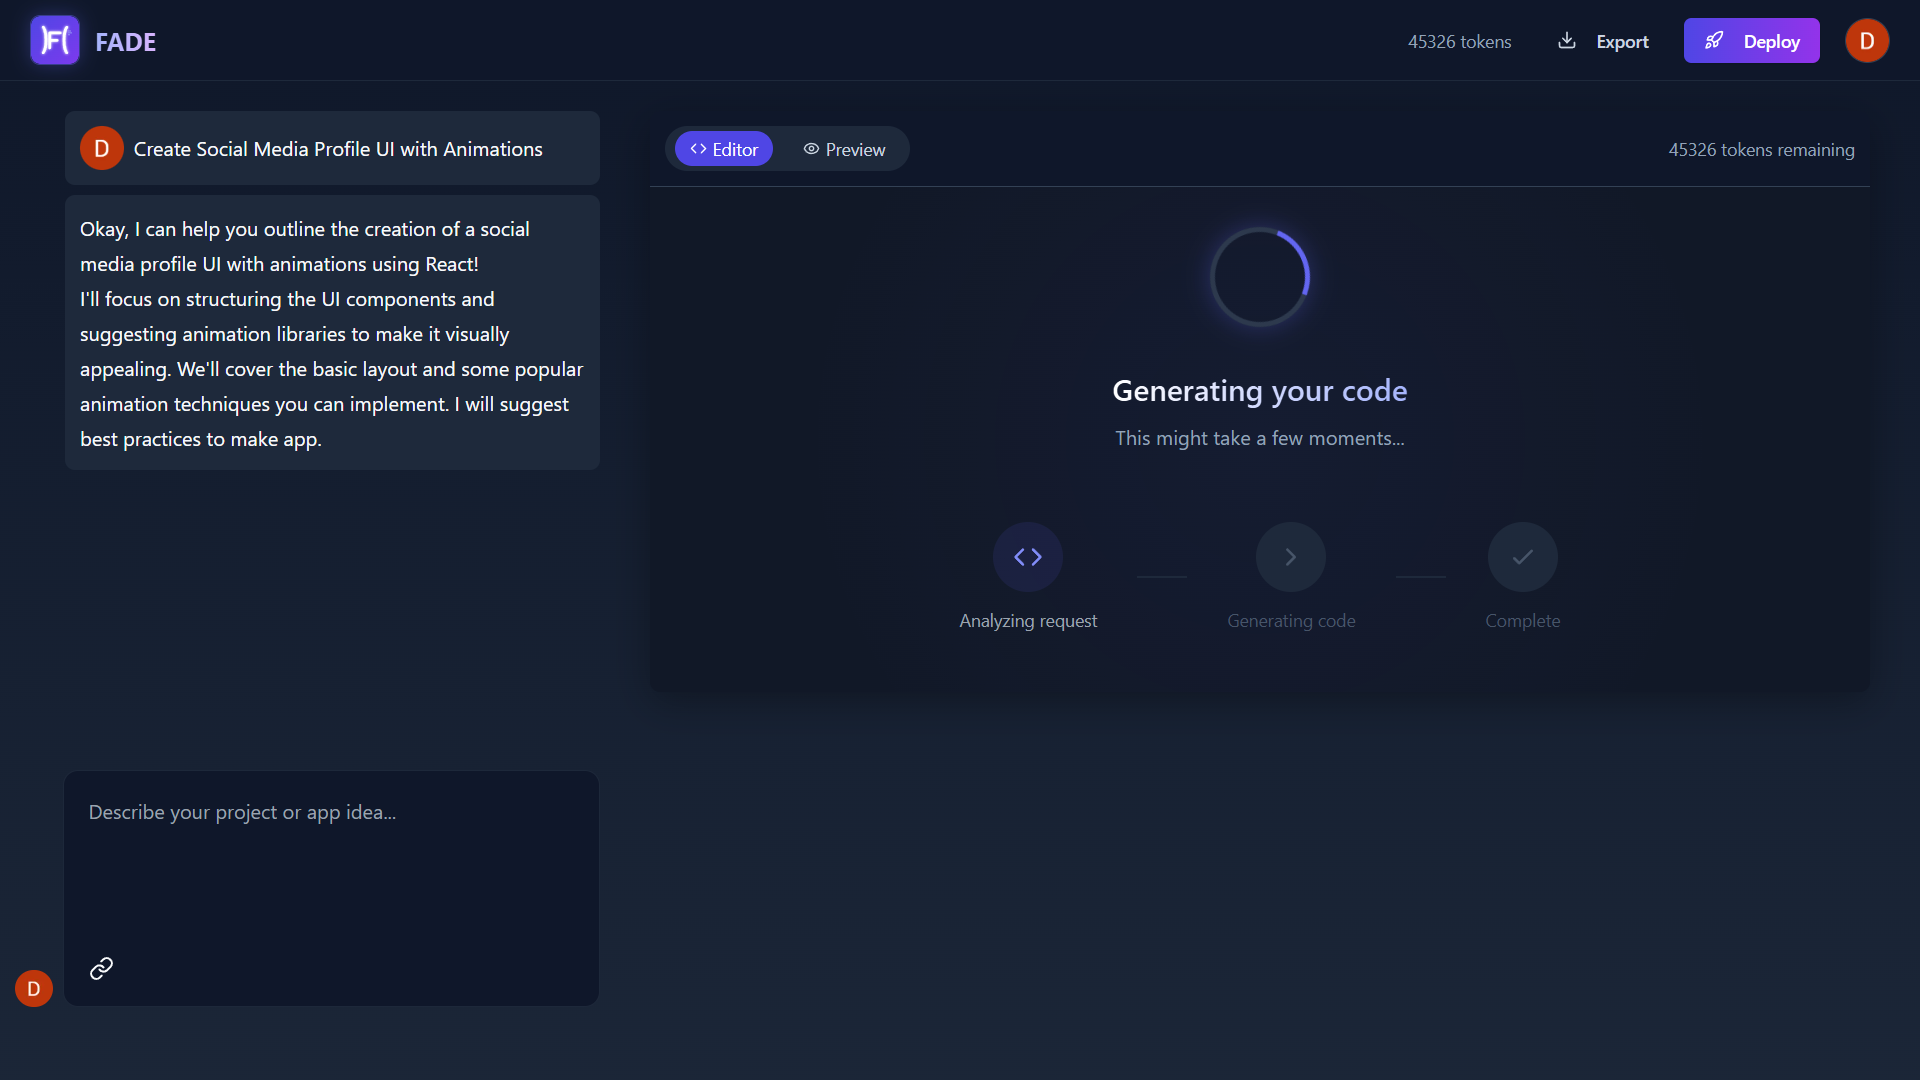 )F(
FADE
45326 tokens
Export
Deploy
D
D
Create Social Media Profile UI with Animations
Okay, I can help you outline the creation of a social
media profile UI with animations using React!
I'll focus on structuring the UI components and
suggesting animation libraries to make it visually
appealing. We'll cover the basic layout and some popular
animation techniques you can implement. I will suggest
best practices to make app.
Describe your project or app idea...
D
Editor
Preview
45326 tokens remaining
Generating your code
This might take a few moments...
Analyzing request
Generating code
Complete